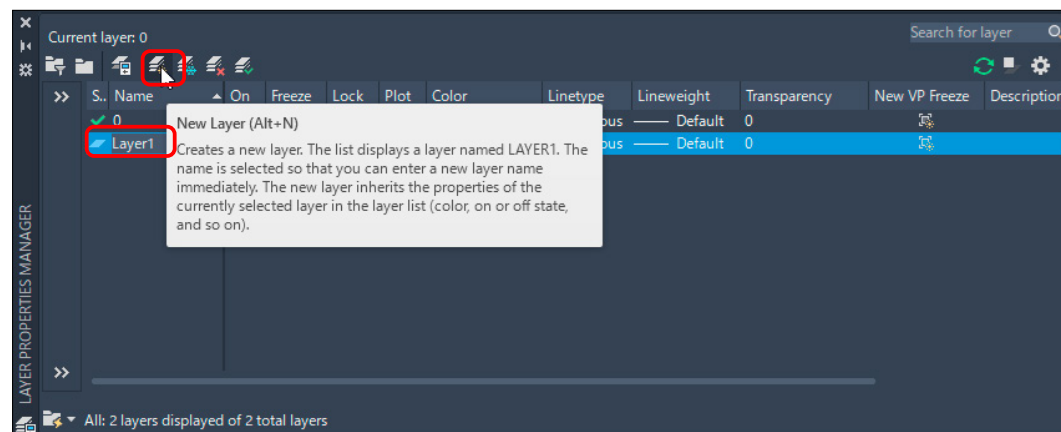 Current layer: 0
Search for layer
S.. Name On Freeze Lock Plot Color Linetype Lineweight Transparency New VP Freeze Description
0 ous Default 0
Layer1 ous Default 0
New Layer (Alt+N)
Creates a new layer. The list displays a layer named LAYER1. The
name is selected so that you can enter a new layer name
immediately. The new layer inherits the properties of the
currently selected layer in the layer list (color, on or off state,
and so on).
LAYER PROPERTIES MANAGER
All: 2 layers displayed of 2 total layers